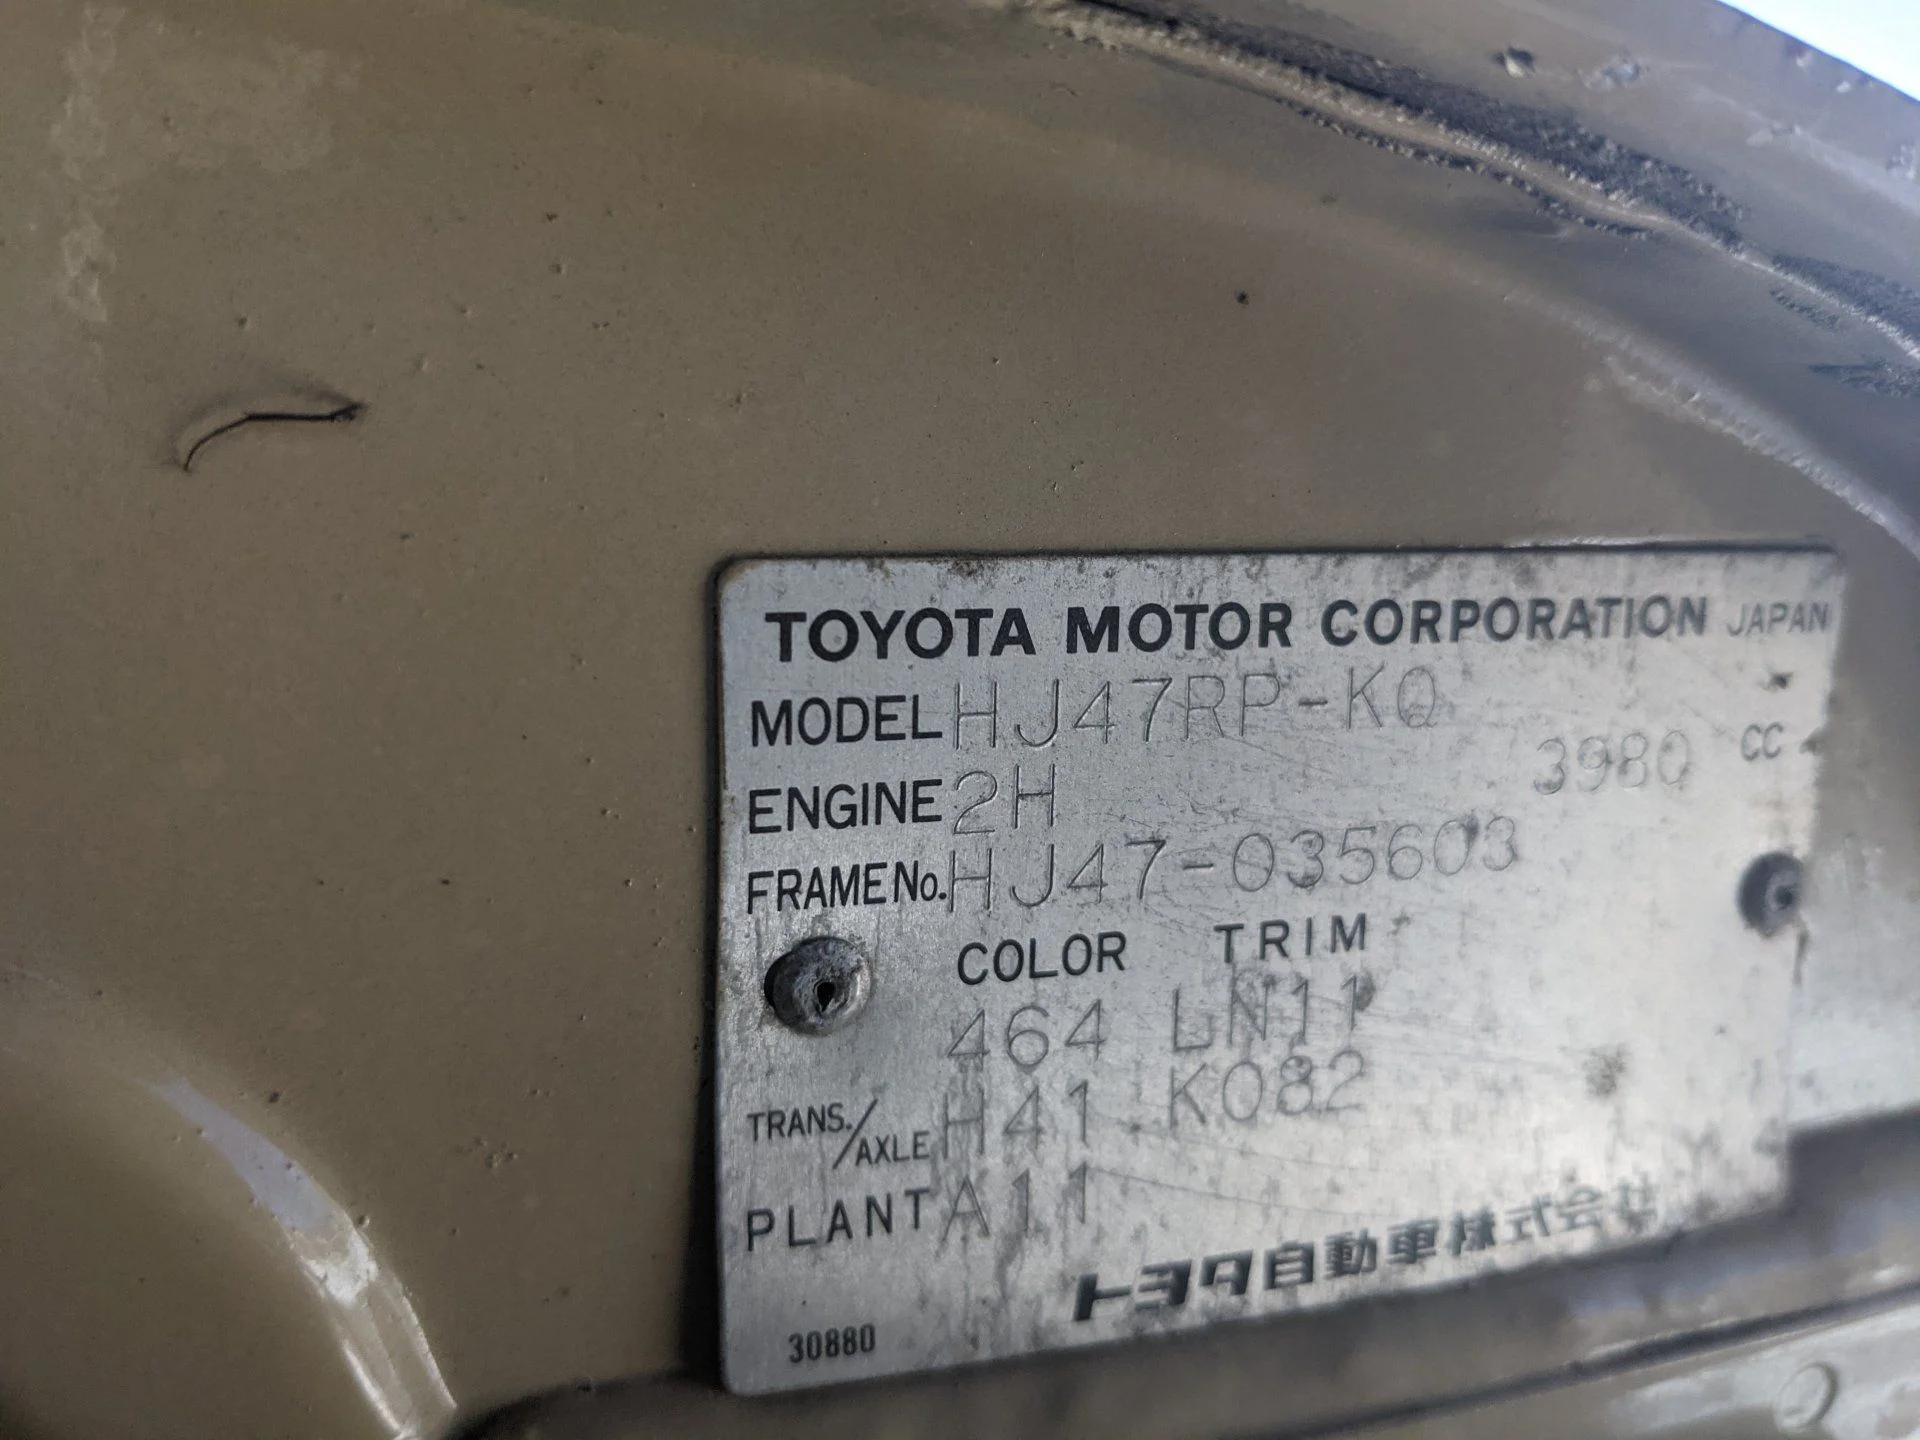 TOYOTA MOTOR CORPORATION JAPAN
MODEL HJ47RP-KQ
ENGINE 2H 3980 CC
FRAME No. HJ47-035603
COLOR TRIM
464 LN11
TRANS./AXLE H41 K082
PLANT A11
トヨタ自動車株式会社
30880